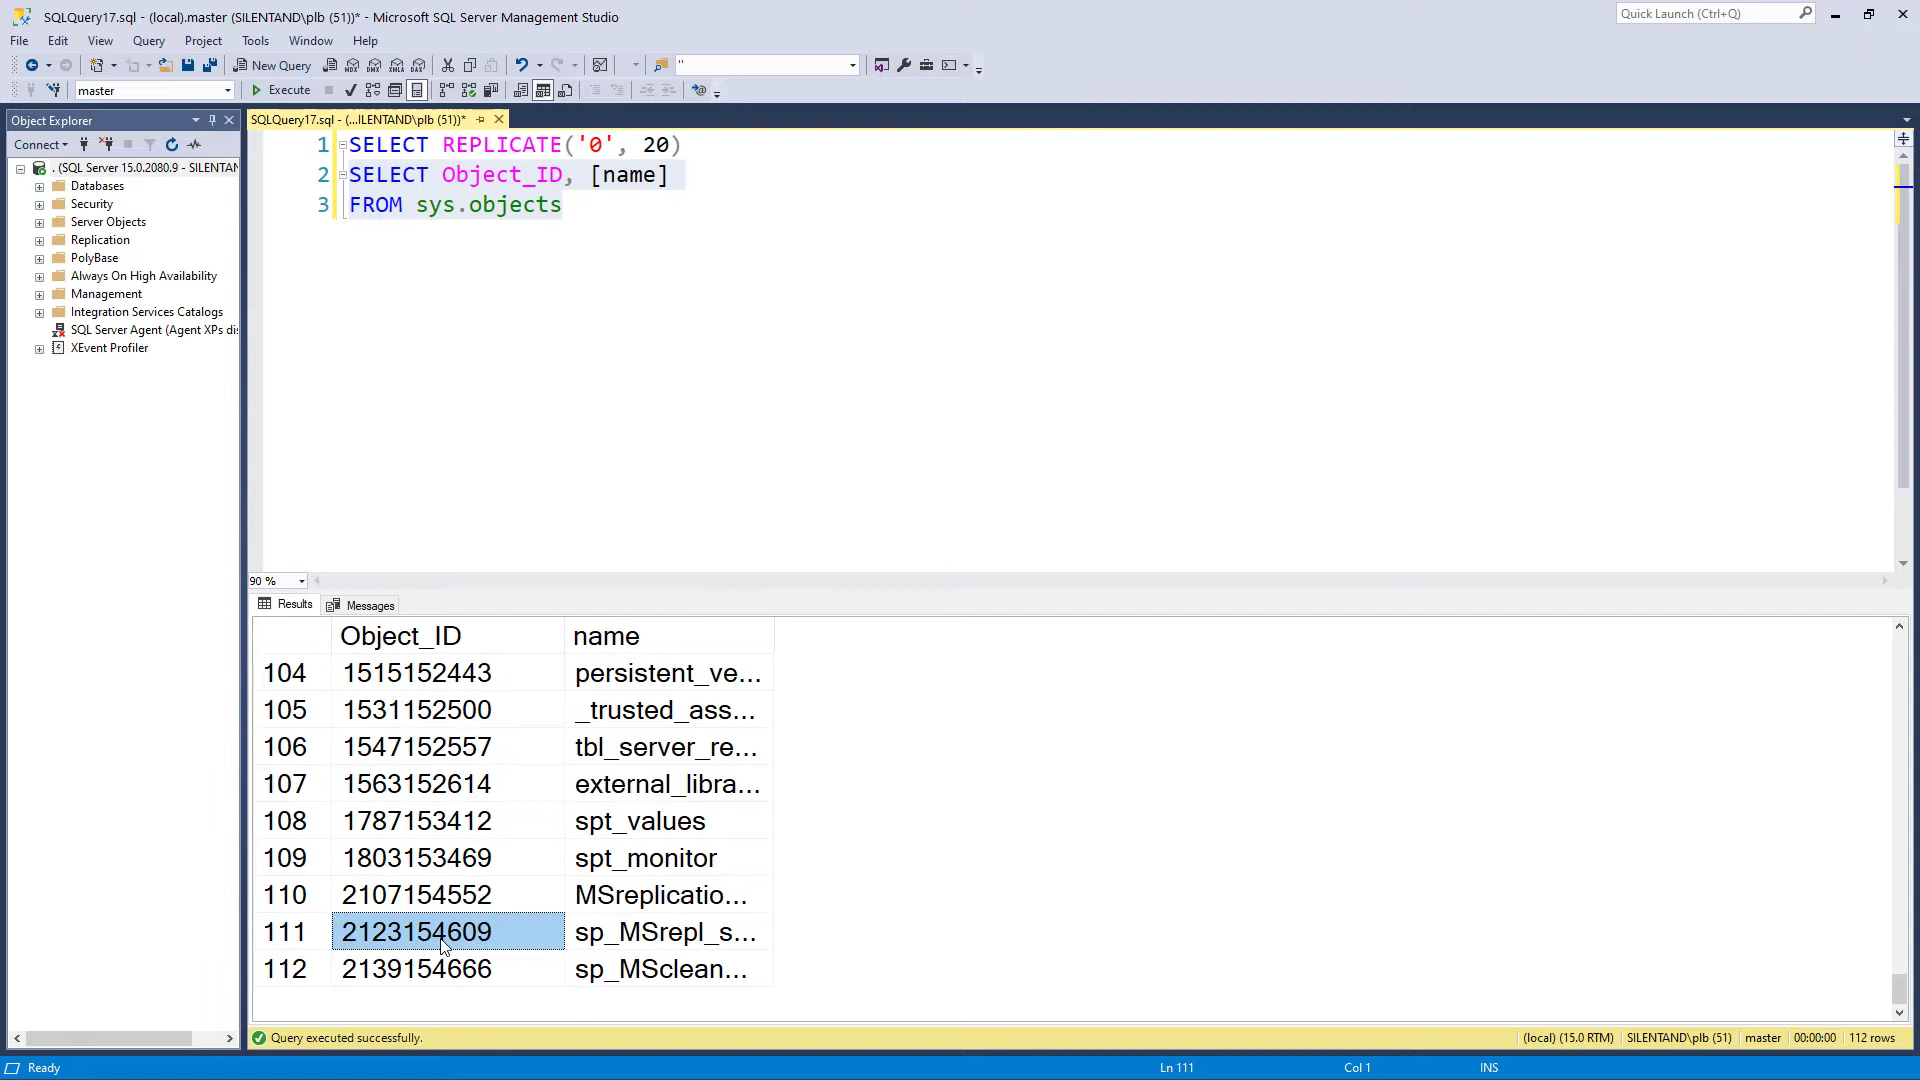 SQLQuery17.sql - (local).master (SILENTAND\plb (51))* - Microsoft SQL Server Management Studio
Quick Launch (Ctrl+Q)
File Edit View Query Project Tools Window Help
New Query MDX DMX XMLA DAX "
master Execute
Object Explorer
SQLQuery17.sql - (...ILENTAND\plb (51))*
Connect
. (SQL Server 15.0.2080.9 - SILENTAN
Databases
Security
Server Objects
Replication
PolyBase
Always On High Availability
Management
Integration Services Catalogs
SQL Server Agent (Agent XPs dis
XEvent Profiler
1 SELECT REPLICATE('0', 20)
2 SELECT Object_ID, [name]
3 FROM sys.objects
90 %
Results Messages
Object_ID name
104 1515152443 persistent_ve...
105 1531152500 _trusted_ass...
106 1547152557 tbl_server_re...
107 1563152614 external_libra...
108 1787153412 spt_values
109 1803153469 spt_monitor
110 2107154552 MSreplicatio...
111 2123154609 sp_MSrepl_s...
112 2139154666 sp_MSclean...
Query executed successfully. (local) (15.0 RTM) SILENTAND\plb (51) master 00:00:00 112 rows
Ready Ln 111 Col 1 INS